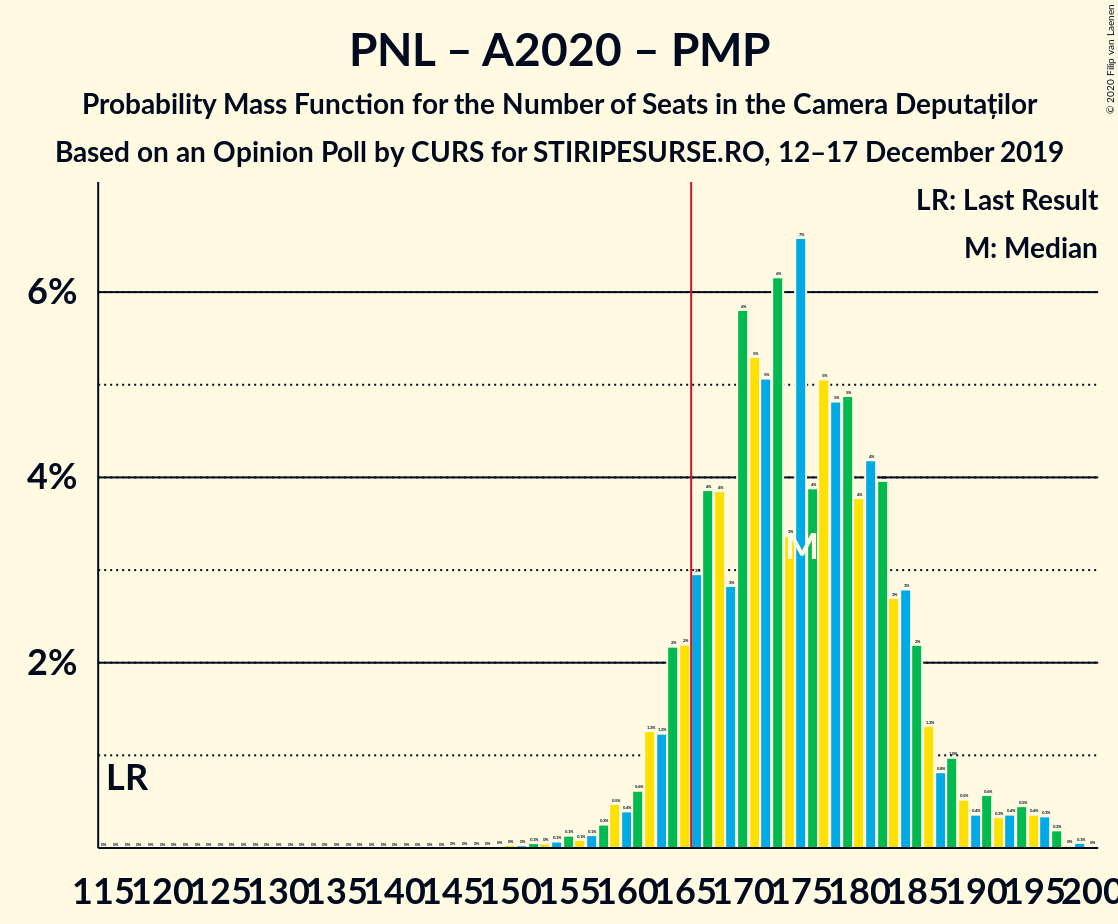 PNL – A2020 – PMP
Probability Mass Function for the Number of Seats in the Camera Deputaților
Based on an Opinion Poll by CURS for STIRIPESURSE.RO, 12–17 December 2019
© 2020 Filip van Laenen
LR: Last Result
M: Median
6%
4%
2%
LR
M
115 120 125 130 135 140 145 150 155 160 165 170 175 180 185 190 195 200